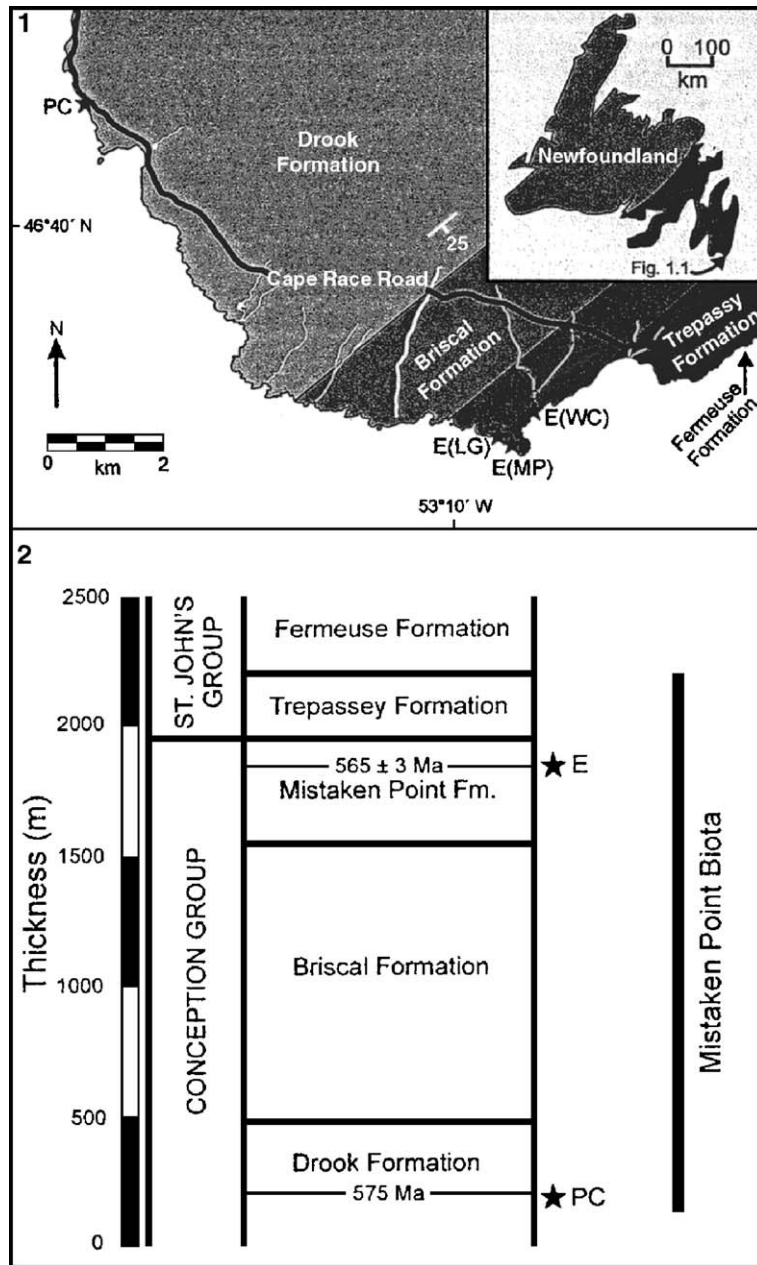 1
PC
Drook
Formation
0 100
km
Newfoundland
Fig. 1.1
46°40′ N
25
Cape Race Road
Briscal
Formation
Trepassy
Formation
Fermeuse
Formation
N
0 km 2
E(WC)
E(LG)
E(MP)
53°10′ W
2
Thickness (m)
2500
2000
1500
1000
500
0
ST. JOHN'S
GROUP
CONCEPTION GROUP
Fermeuse Formation
Trepassey Formation
565 ± 3 Ma
E
Mistaken Point Fm.
Briscal Formation
Drook Formation
575 Ma
PC
Mistaken Point Biota